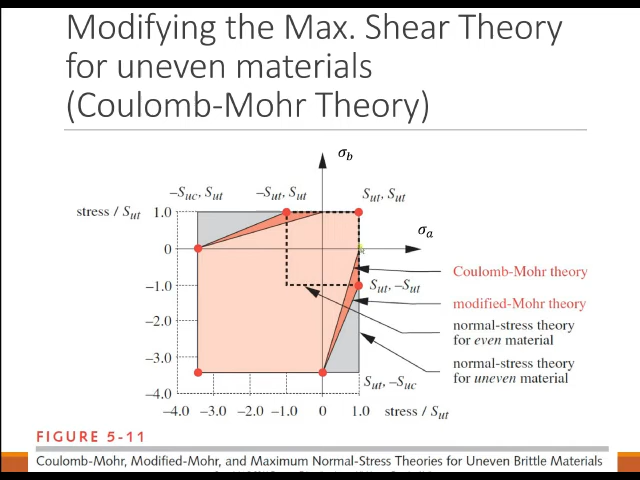 Modifying the Max. Shear Theory
for uneven materials
(Coulomb-Mohr Theory)
σb
–Suc, Sut
–Sut, Sut
Sut, Sut
stress / Sut
1.0
σa
0
Coulomb-Mohr theory
–1.0
Sut, –Sut
modified-Mohr theory
–2.0
normal-stress theory
for even material
–3.0
normal-stress theory
for uneven material
Sut, –Suc
–4.0
–4.0 –3.0 –2.0 –1.0 0 1.0 stress / Sut
FIGURE 5-11
Coulomb-Mohr, Modified-Mohr, and Maximum Normal-Stress Theories for Uneven Brittle Materials